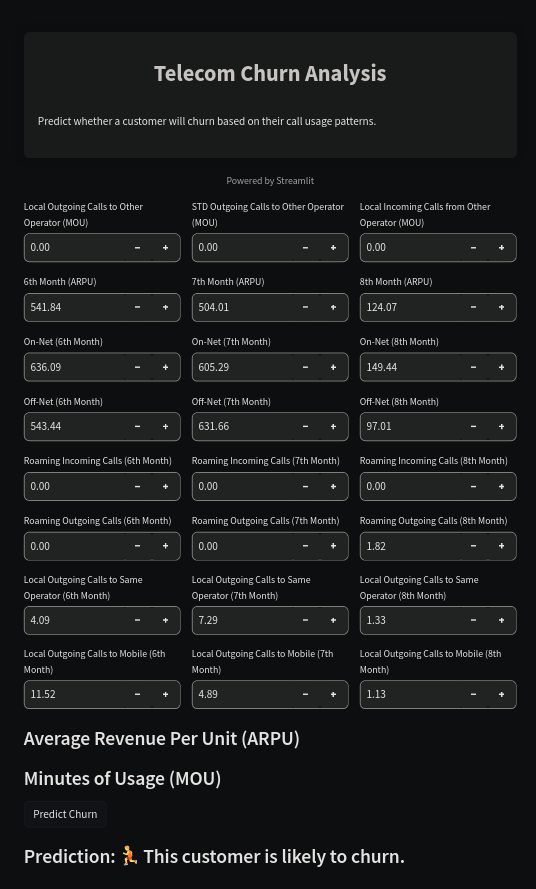 Telecom Churn Analysis
Predict whether a customer will churn based on their call usage patterns.
Powered by Streamlit
Local Outgoing Calls to Other
Operator (MOU)
STD Outgoing Calls to Other Operator
(MOU)
Local Incoming Calls from Other
Operator (MOU)
0.00 − +
0.00 − +
0.00 − +
6th Month (ARPU)
7th Month (ARPU)
8th Month (ARPU)
541.84 − +
504.01 − +
124.07 − +
On-Net (6th Month)
On-Net (7th Month)
On-Net (8th Month)
636.09 − +
605.29 − +
149.44 − +
Off-Net (6th Month)
Off-Net (7th Month)
Off-Net (8th Month)
543.44 − +
631.66 − +
97.01 − +
Roaming Incoming Calls (6th Month)
Roaming Incoming Calls (7th Month)
Roaming Incoming Calls (8th Month)
0.00 − +
0.00 − +
0.00 − +
Roaming Outgoing Calls (6th Month)
Roaming Outgoing Calls (7th Month)
Roaming Outgoing Calls (8th Month)
0.00 − +
0.00 − +
1.82 − +
Local Outgoing Calls to Same
Operator (6th Month)
Local Outgoing Calls to Same
Operator (7th Month)
Local Outgoing Calls to Same
Operator (8th Month)
4.09 − +
7.29 − +
1.33 − +
Local Outgoing Calls to Mobile (6th
Month)
Local Outgoing Calls to Mobile (7th
Month)
Local Outgoing Calls to Mobile (8th
Month)
11.52 − +
4.89 − +
1.13 − +
Average Revenue Per Unit (ARPU)
Minutes of Usage (MOU)
Predict Churn
Prediction: 🏃 This customer is likely to churn.